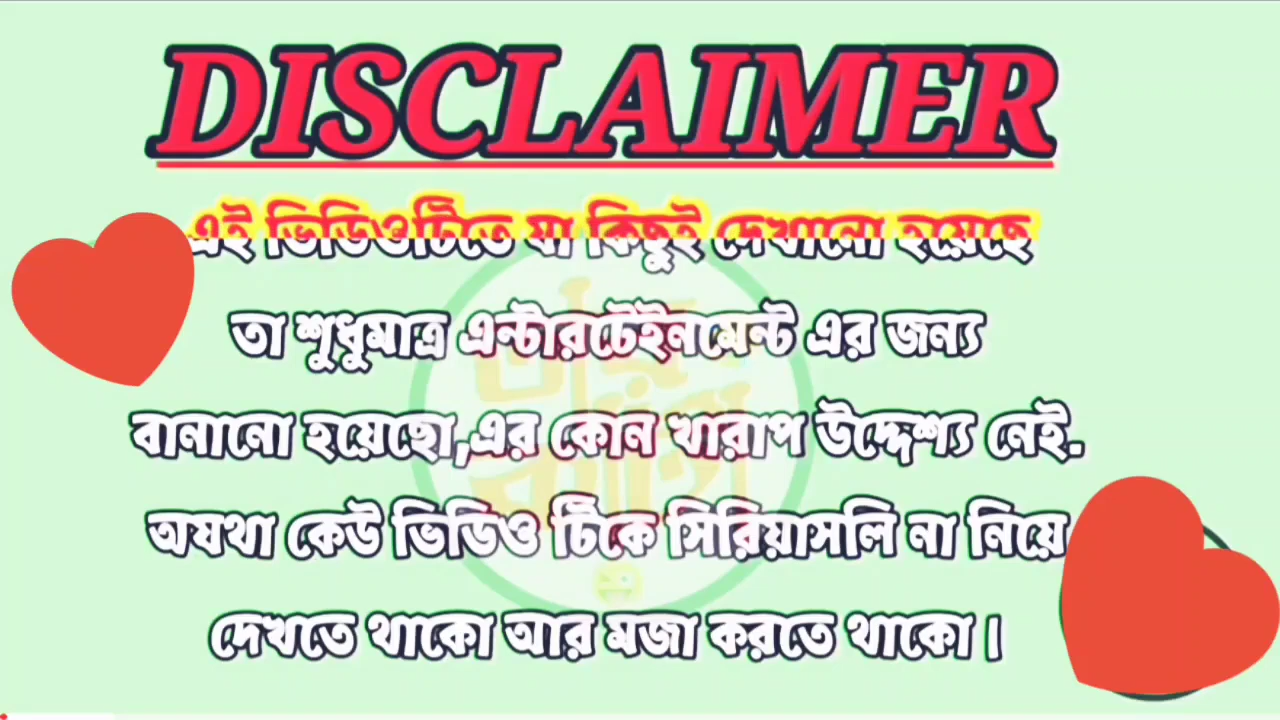 DISCLAIMER
এই ভিডিওটিতে যা কিছুই দেখানো হয়েছে
তা শুধুমাত্র এন্টারটেইনমেন্ট এর জন্য
বানানো হয়েছো,এর কোন খারাপ উদ্দেশ্য নেই.
অযথা কেউ ভিডিও টিকে সিরিয়াসলি না নিয়ে
দেখতে থাকো আর মজা করতে থাকো।